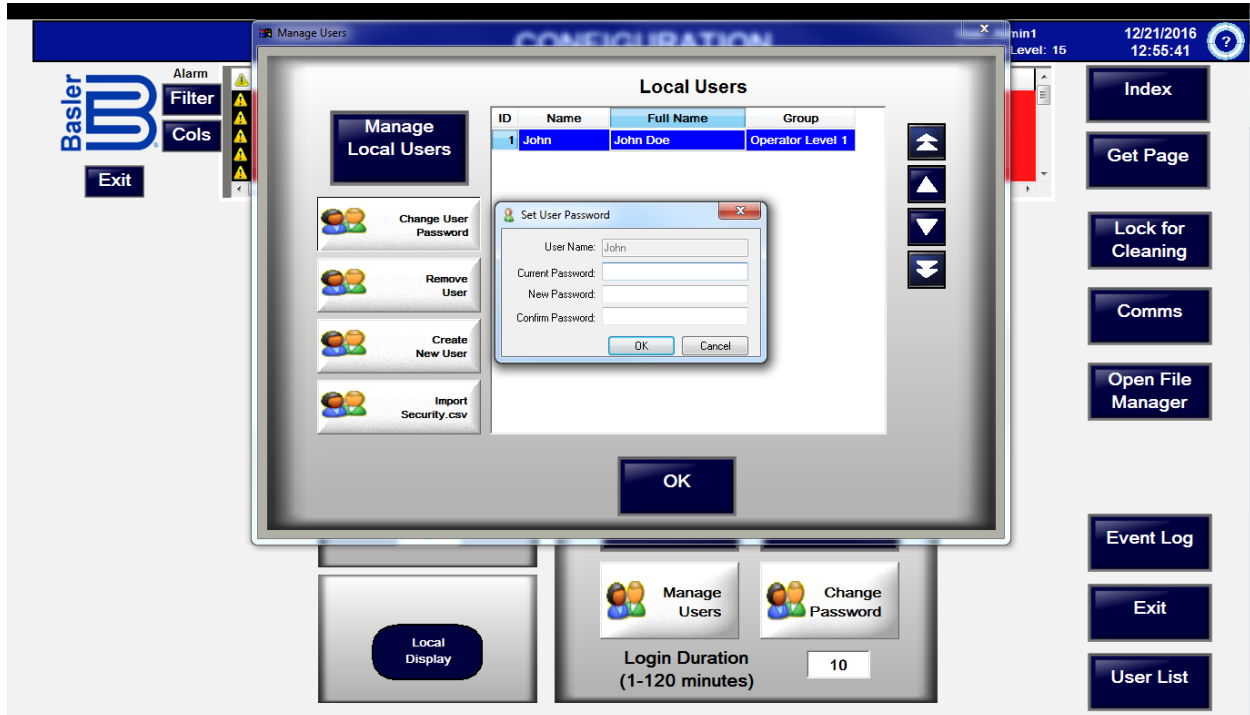 Manage Users
CONFIGURATION
min1
Level: 15
12/21/2016
12:55:41
?
Basler
Alarm
Filter
Cols
Exit
Local Users
Manage
Local Users
ID Name Full Name Group
1 John John Doe Operator Level 1
Change User
Password
Remove
User
Create
New User
Import
Security.csv
Set User Password
User Name: John
Current Password:
New Password:
Confirm Password:
OK Cancel
OK
Index
Get Page
Lock for
Cleaning
Comms
Open File
Manager
Event Log
Exit
User List
Local
Display
Manage
Users
Change
Password
Login Duration
(1-120 minutes)
10